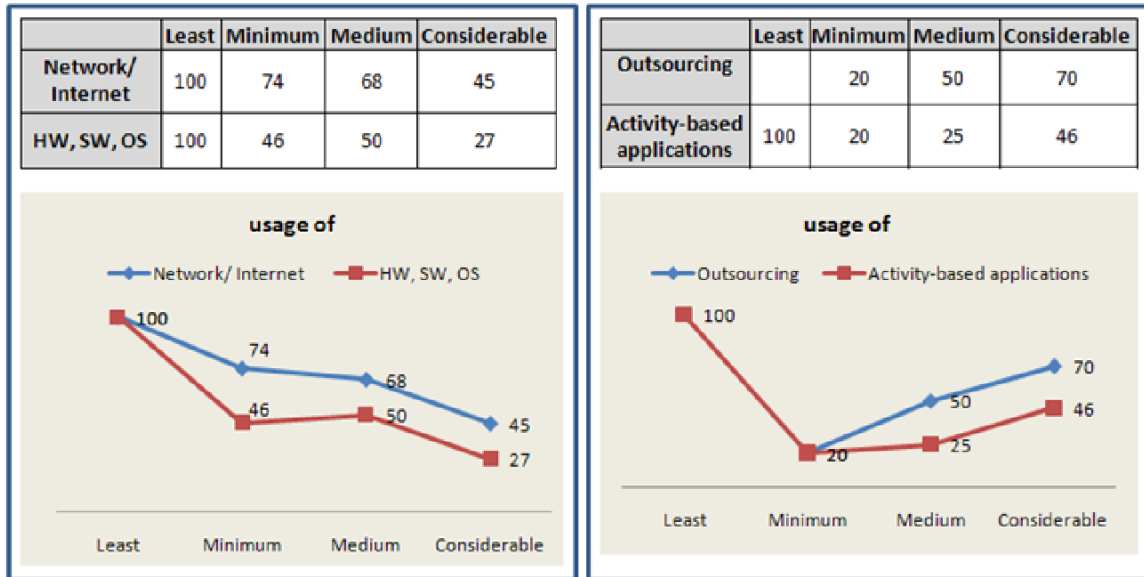 Least Minimum Medium Considerable
Network/
Internet 100 74 68 45
HW, SW, OS 100 46 50 27
usage of
Network/ Internet HW, SW, OS
100
74
68
46
50
45
27
Least Minimum Medium Considerable
Least Minimum Medium Considerable
Outsourcing 20 50 70
Activity-based
applications 100 20 25 46
usage of
Outsourcing Activity-based applications
100
70
50
46
20
25
Least Minimum Medium Considerable